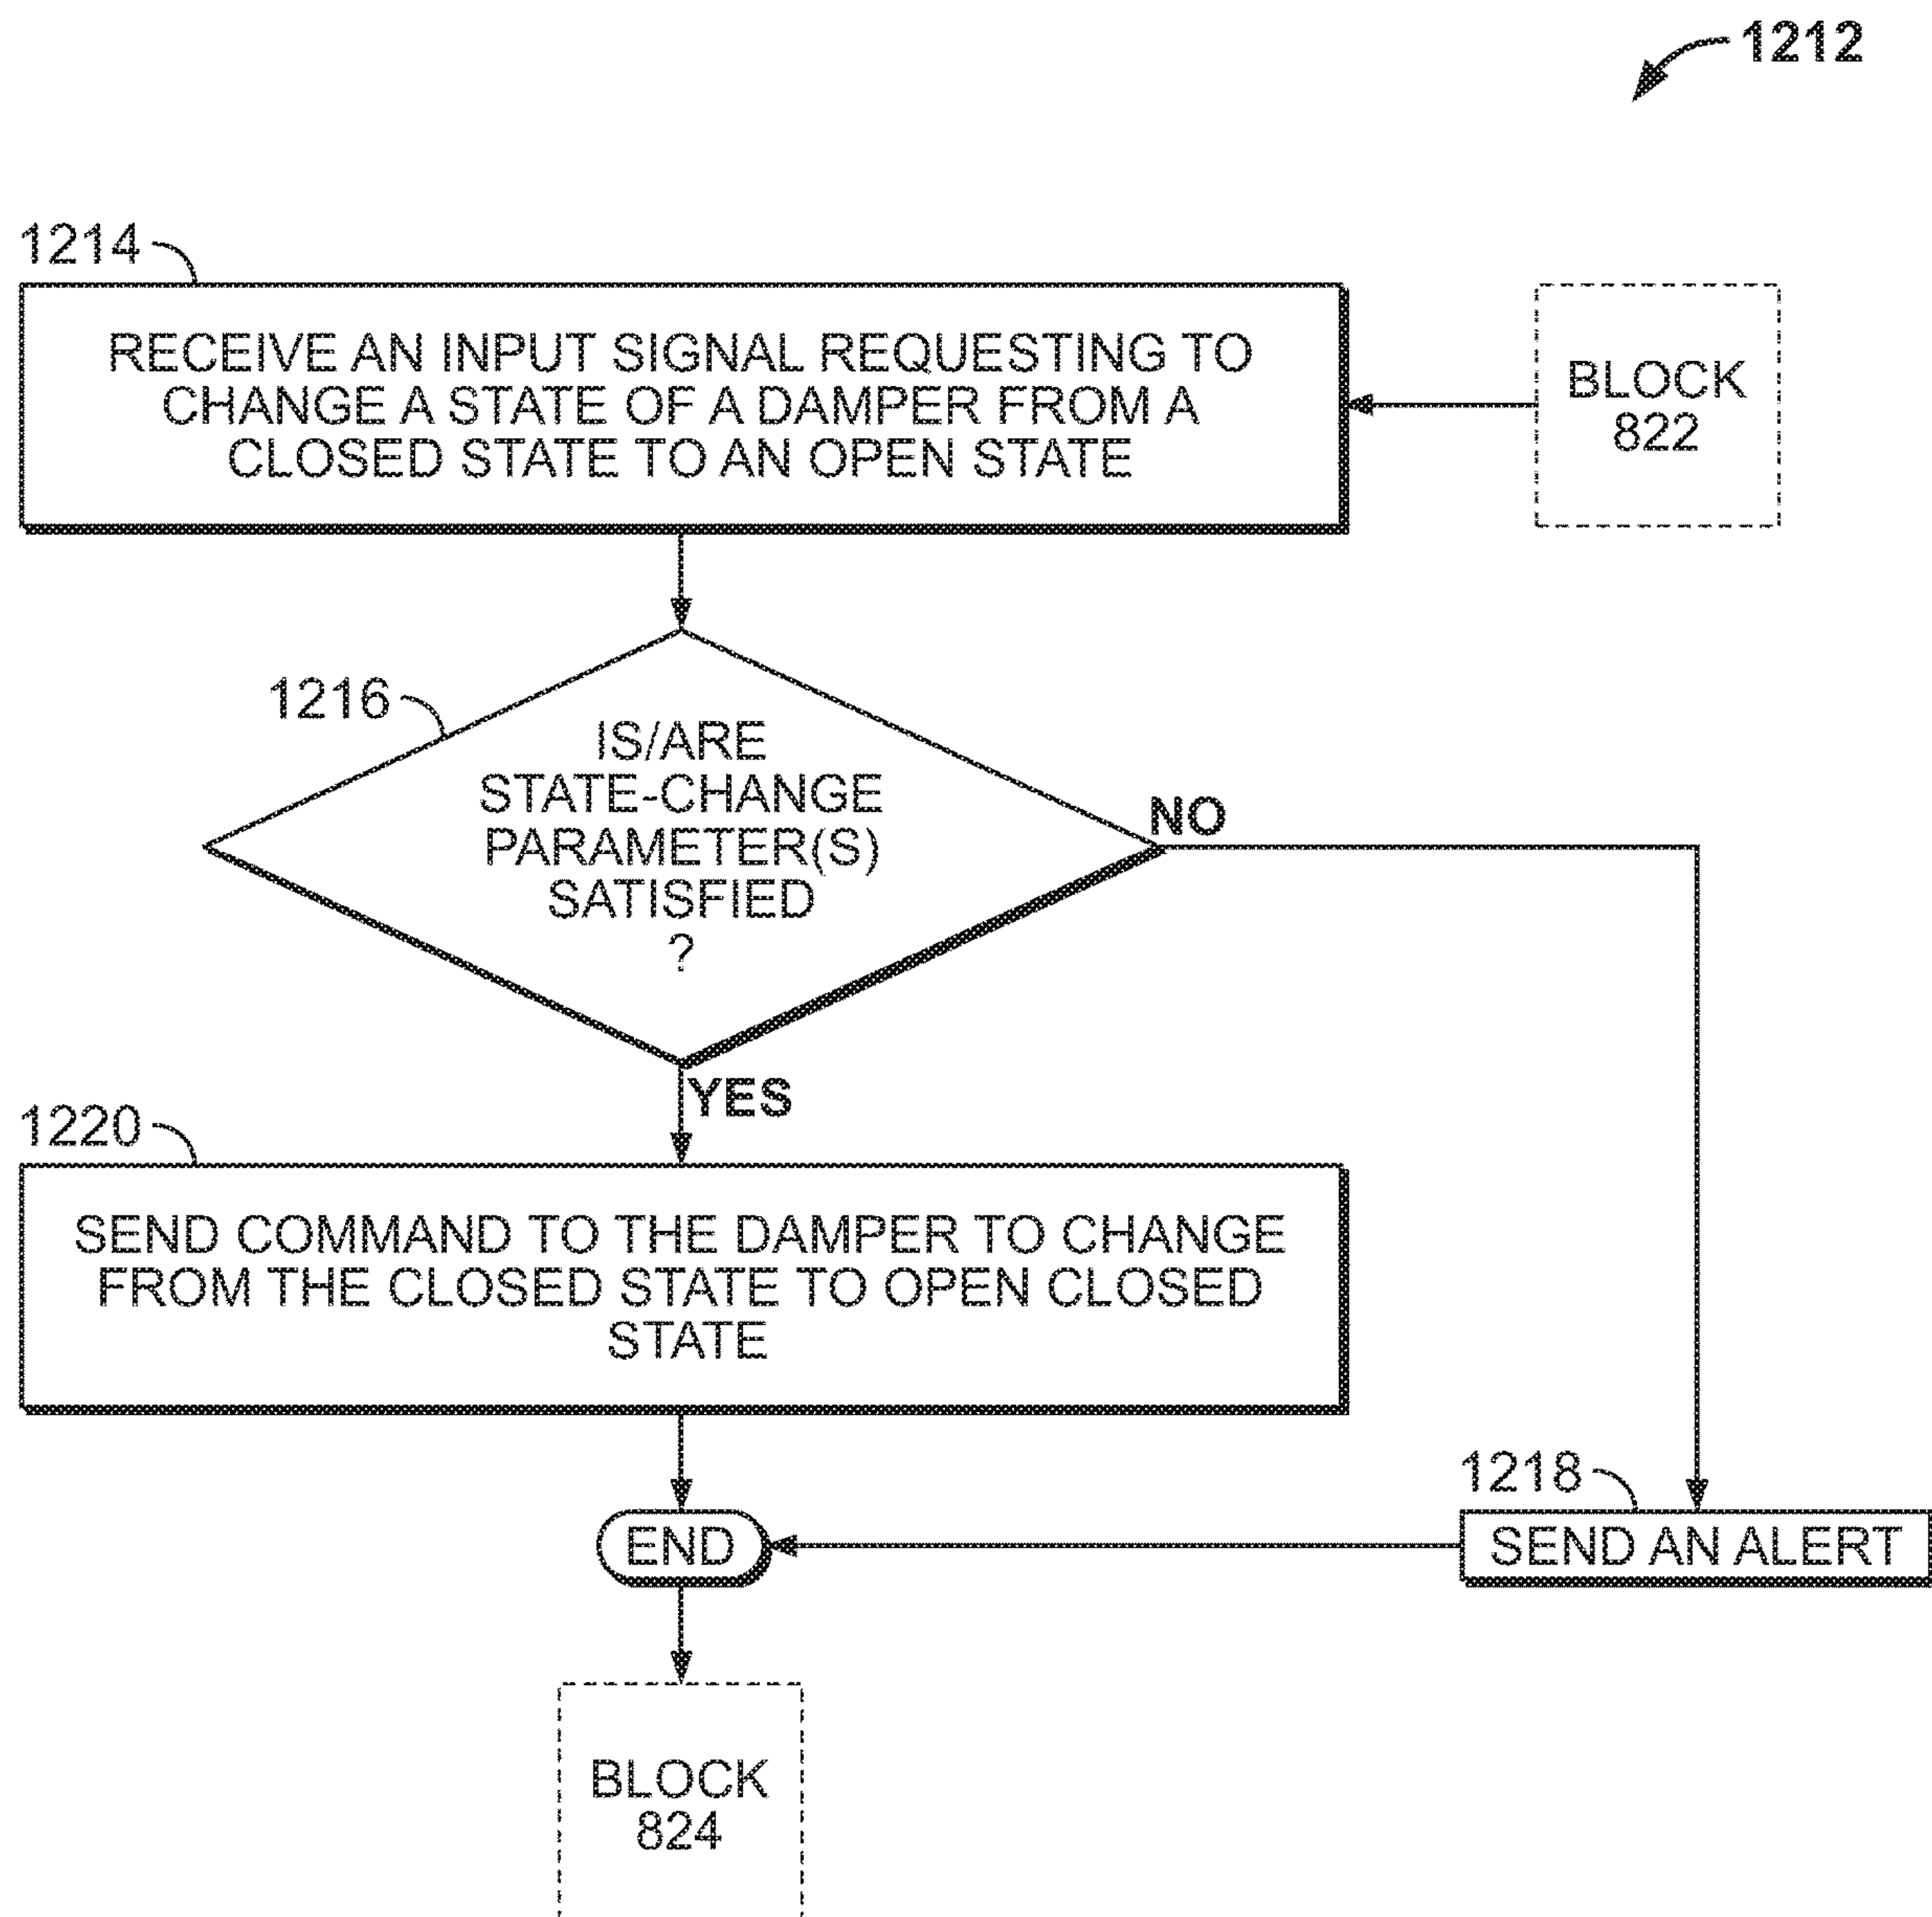 1212
1214
RECEIVE AN INPUT SIGNAL REQUESTING TO
CHANGE A STATE OF A DAMPER FROM A
CLOSED STATE TO AN OPEN STATE
BLOCK
822
1216
IS/ARE
STATE-CHANGE
PARAMETER(S)
SATISFIED
?
NO
YES
1220
SEND COMMAND TO THE DAMPER TO CHANGE
FROM THE CLOSED STATE TO OPEN CLOSED
STATE
1218
SEND AN ALERT
END
BLOCK
824